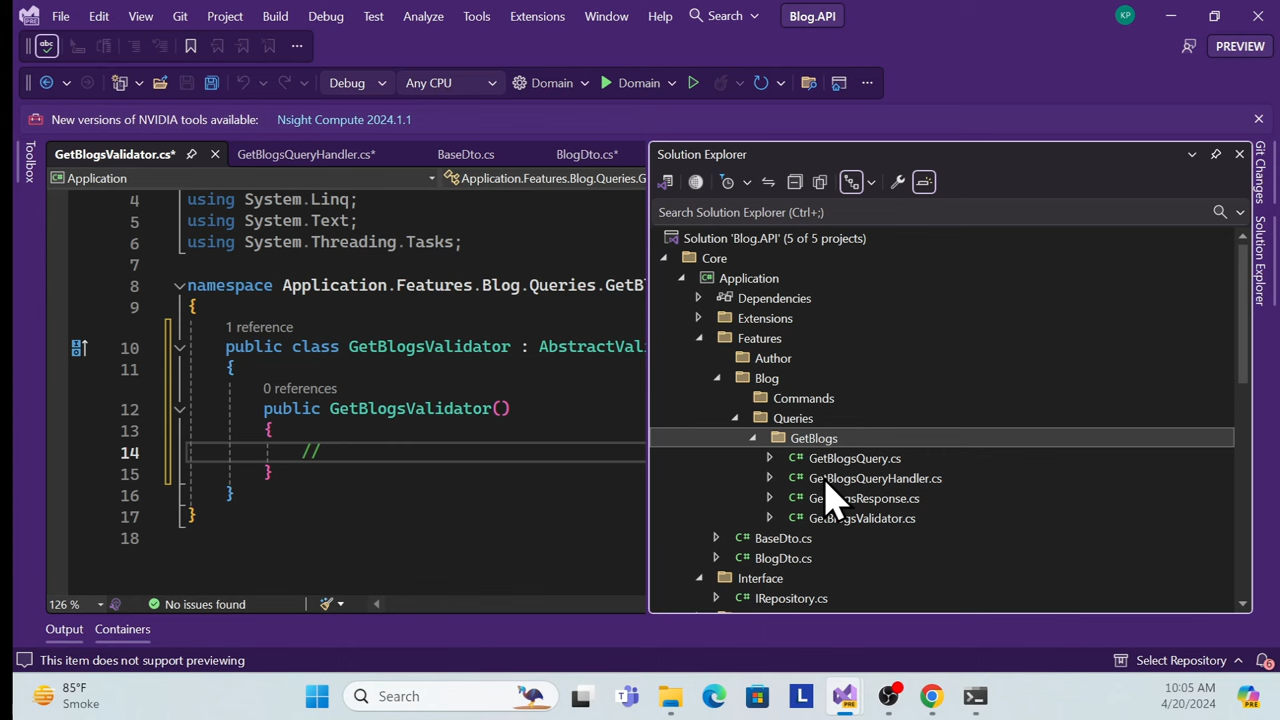 File Edit View Git Project Build Debug Test Analyze Tools Extensions Window Help Search Blog.API KP
PREVIEW
Debug Any CPU Domain Domain
New versions of NVIDIA tools available: Nsight Compute 2024.1.1
Toolbox
GetBlogsValidator.cs* GetBlogsQueryHandler.cs* BaseDto.cs BlogDto.cs*
Application Application.Features.Blog.Queries.G
4 using System.Linq;
5 using System.Text;
6 using System.Threading.Tasks;
7
8 namespace Application.Features.Blog.Queries.GetB
9 {
1 reference
10 public class GetBlogsValidator : AbstractVal
11 {
0 references
12 public GetBlogsValidator()
13 {
14 //
15 }
16 }
17 }
18
126 % No issues found
Solution Explorer
Search Solution Explorer (Ctrl+;)
Solution 'Blog.API' (5 of 5 projects)
Core
Application
Dependencies
Extensions
Features
Author
Blog
Commands
Queries
GetBlogs
GetBlogsQuery.cs
GetBlogsQueryHandler.cs
GetBlogsResponse.cs
GetBlogsValidator.cs
BaseDto.cs
BlogDto.cs
Interface
IRepository.cs
Git Changes
Solution Explorer
Output Containers
This item does not support previewing Select Repository 6
85°F
Smoke
Search
10:05 AM
4/20/2024